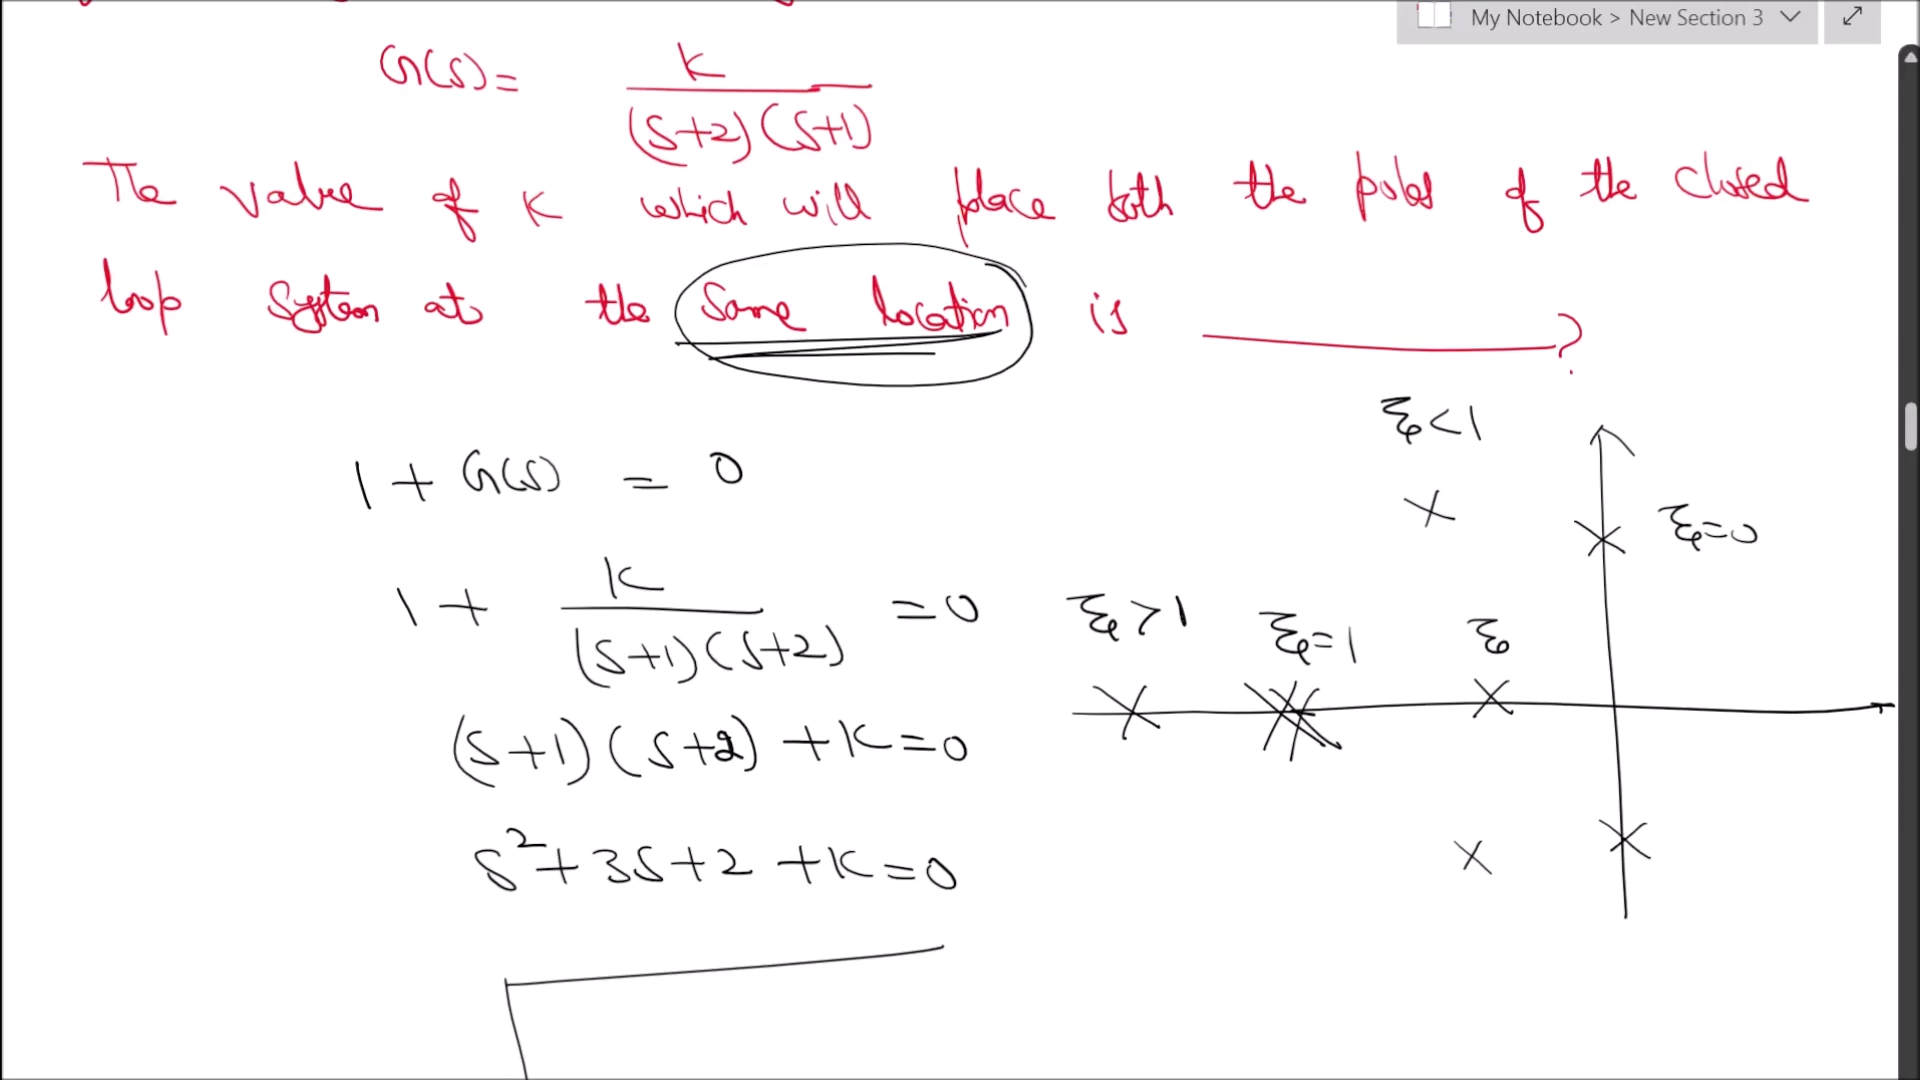 My Notebook > New Section 3
G(S) = K / (S+2)(S+1)
The value of K which will place both the poles of the closed
loop system at the same location is ______?
ξ<1
1 + G(S) = 0
ξ=0
1 + K / (S+1)(S+2) = 0
ξ>1
ξ=1
ξ
(S+1)(S+2) + K = 0
S² + 3S + 2 + K = 0